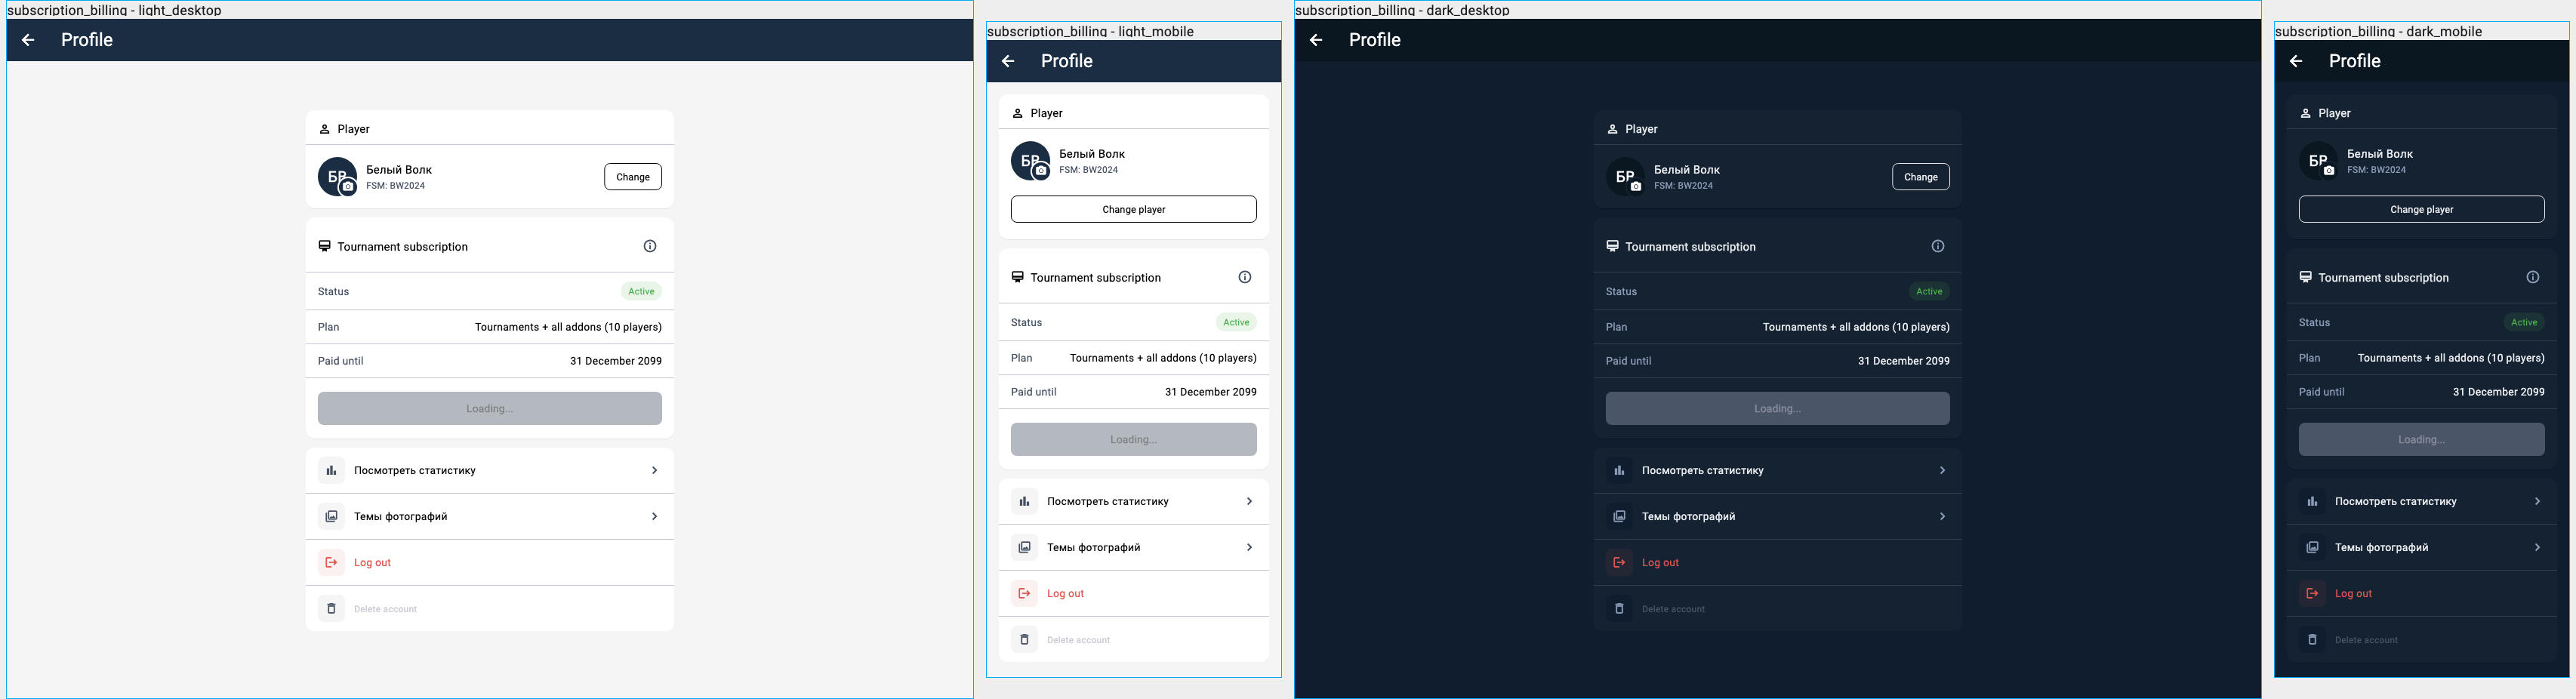 subscription_billing - light_desktop
Profile
Player
БВ
Белый Волк
FSM: BW2024
Change
Tournament subscription
Status
Active
Plan
Tournaments + all addons (10 players)
Paid until
31 December 2099
Loading...
Посмотреть статистику
Темы фотографий
Log out
Delete account
subscription_billing - light_mobile
Profile
Player
БВ
Белый Волк
FSM: BW2024
Change player
Tournament subscription
Status
Active
Plan
Tournaments + all addons (10 players)
Paid until
31 December 2099
Loading...
Посмотреть статистику
Темы фотографий
Log out
Delete account
subscription_billing - dark_desktop
Profile
Player
БВ
Белый Волк
FSM: BW2024
Change
Tournament subscription
Status
Active
Plan
Tournaments + all addons (10 players)
Paid until
31 December 2099
Loading...
Посмотреть статистику
Темы фотографий
Log out
Delete account
subscription_billing - dark_mobile
Profile
Player
БВ
Белый Волк
FSM: BW2024
Change player
Tournament subscription
Status
Active
Plan
Tournaments + all addons (10 players)
Paid until
31 December 2099
Loading...
Посмотреть статистику
Темы фотографий
Log out
Delete account